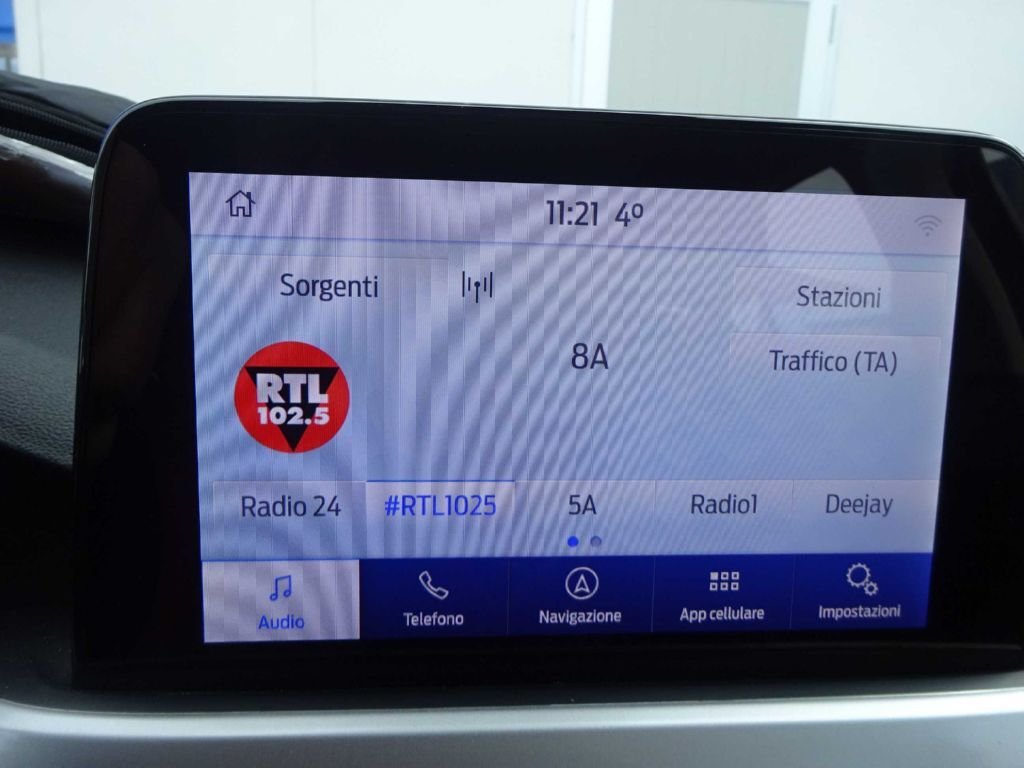 11:21 4º
Sorgenti
Stazioni
8A
Traffico (TA)
RTL
102.5
Radio 24
#RTL1025
5A
Radio1
Deejay
Audio
Telefono
Navigazione
App cellulare
Impostazioni